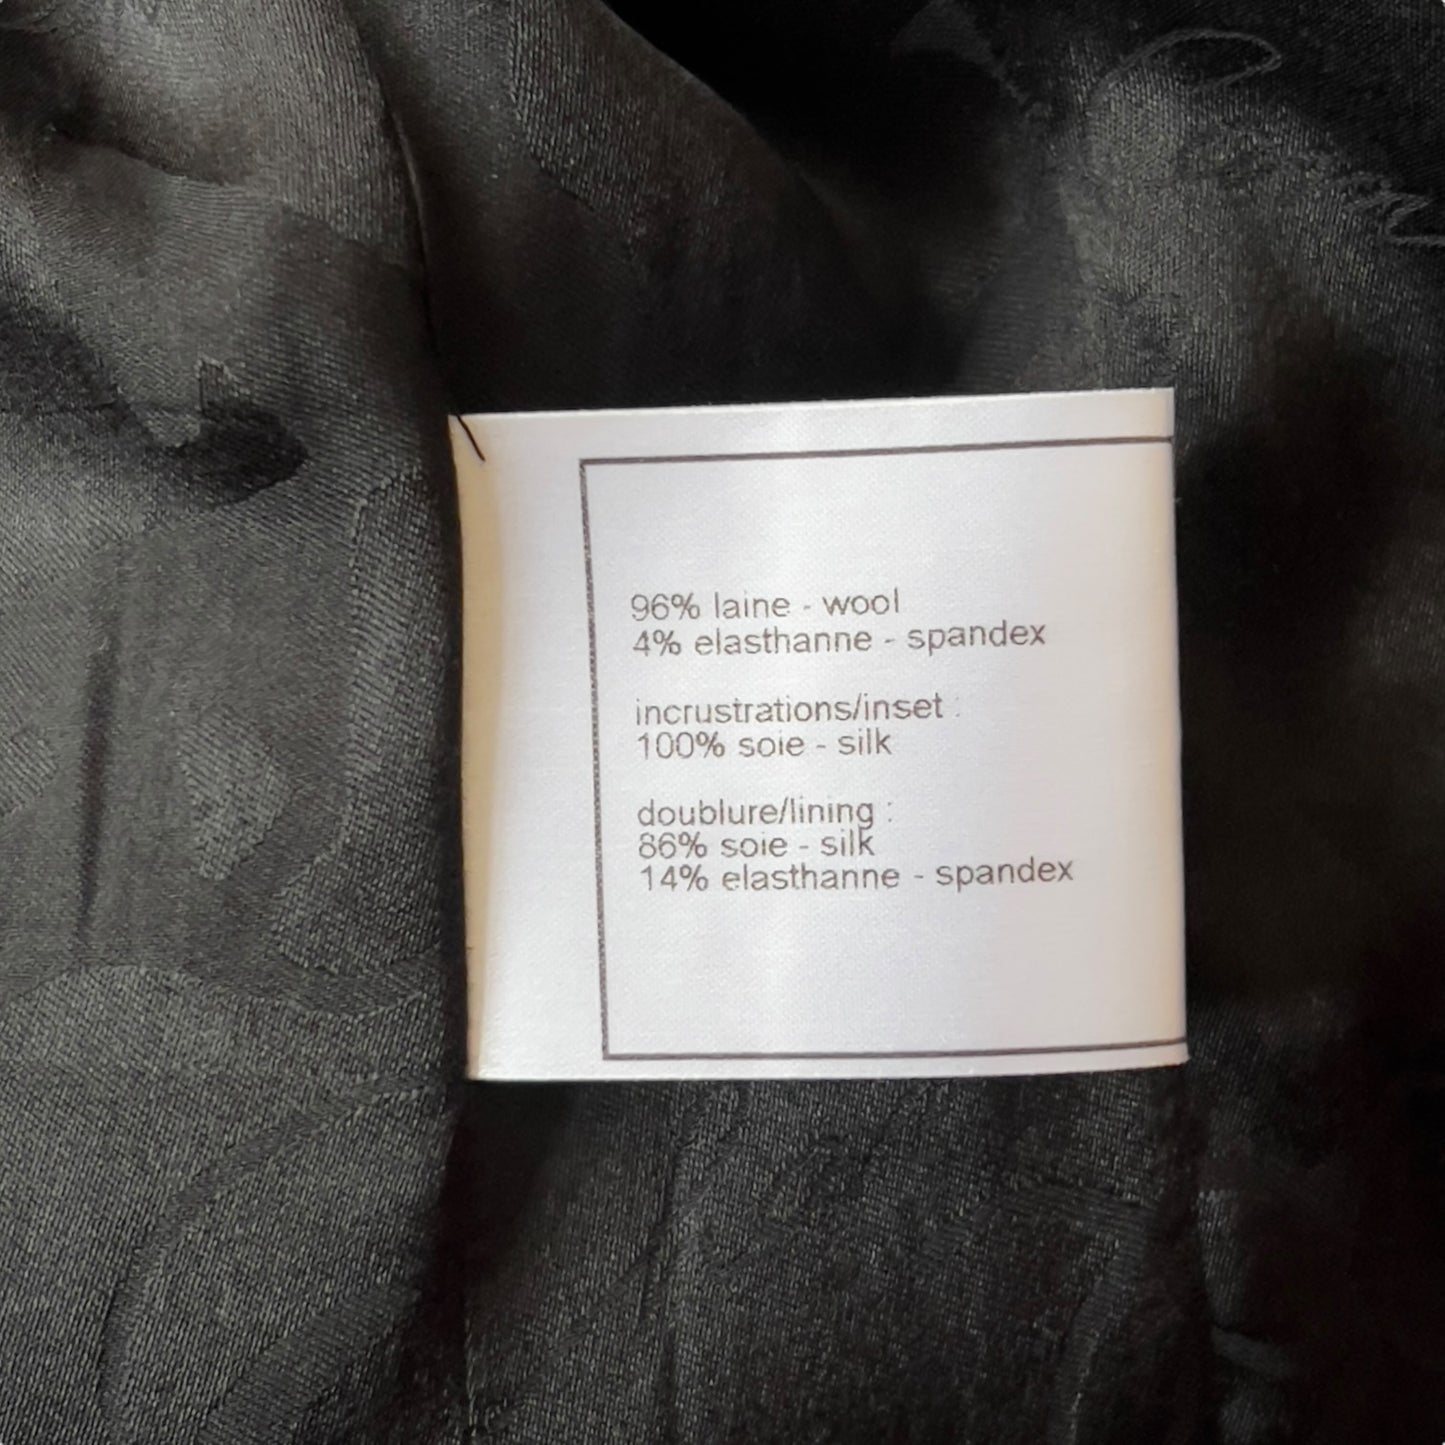 96% laine - wool
4% elasthanne - spandex
incrustrations/inset :
100% soie - silk
doublure/lining :
86% soie - silk
14% elasthanne - spandex